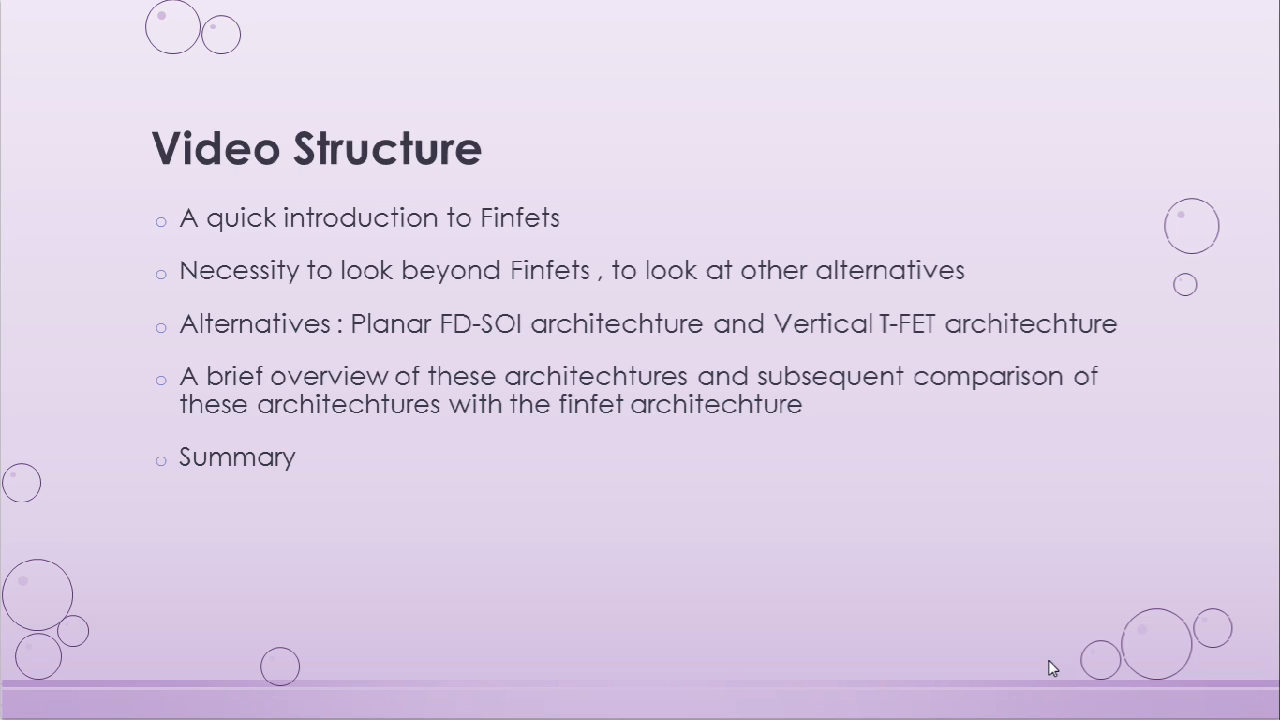 Video Structure
A quick introduction to Finfets
Necessity to look beyond Finfets , to look at other alternatives
Alternatives : Planar FD-SOI architechture and Vertical T-FET architechture
A brief overview of these architechtures and subsequent comparison of
these architechtures with the finfet architechture
Summary